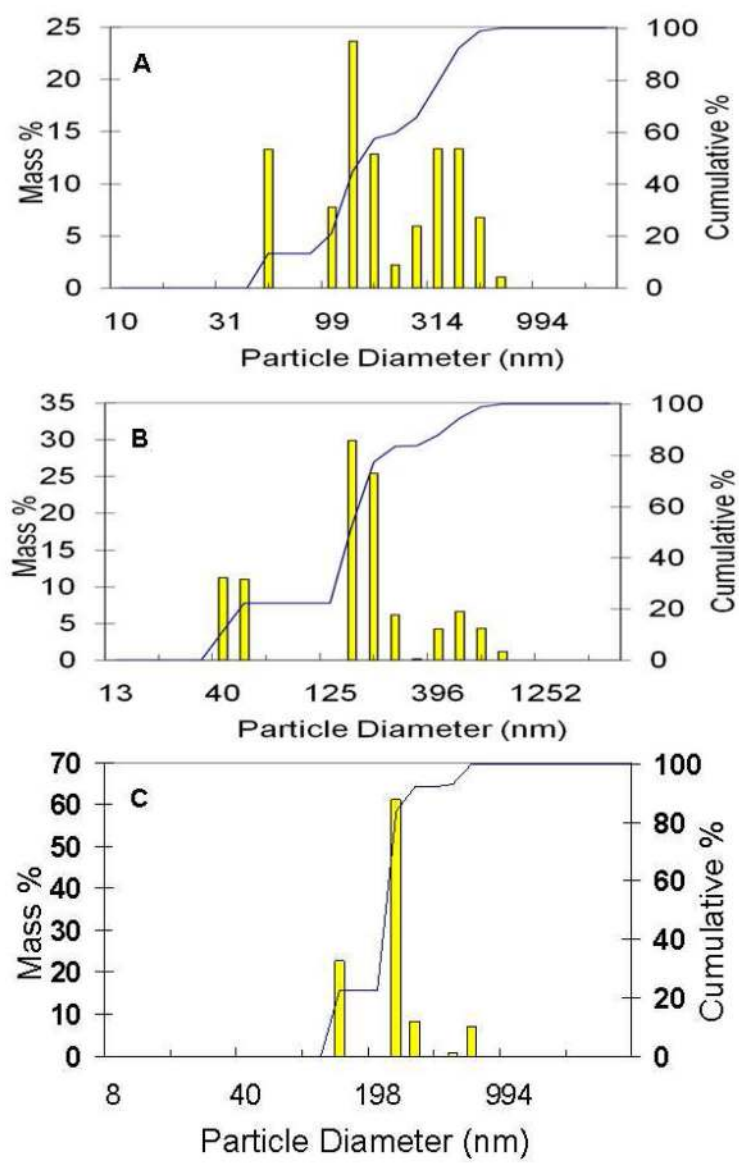 25 100
A
20 80
15 60
10 40
5 20
0 0
Mass %
Cumulative %
10 31 99 314 994
Particle Diameter (nm)
35 100
B
30
80
25
20 60
15 40
10
20
5
0 0
Mass %
Cumulative %
13 40 125 396 1252
Particle Diameter (nm)
70 100
C
60
80
50
40 60
30 40
20
20
10
0 0
Mass %
Cumulative %
8 40 198 994
Particle Diameter (nm)